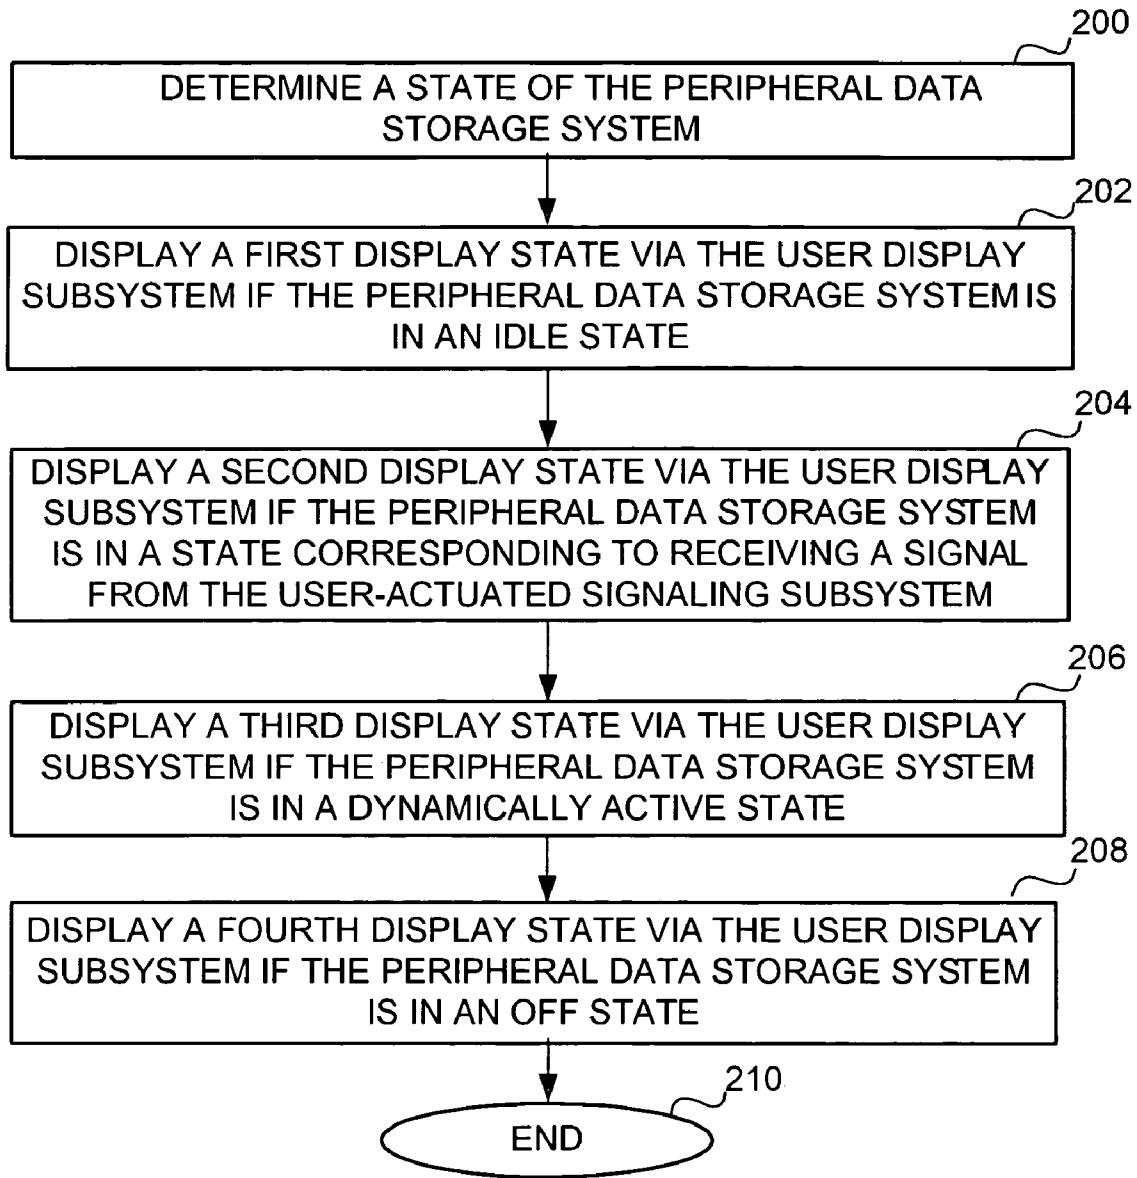 200
DETERMINE A STATE OF THE PERIPHERAL DATA
STORAGE SYSTEM
202
DISPLAY A FIRST DISPLAY STATE VIA THE USER DISPLAY
SUBSYSTEM IF THE PERIPHERAL DATA STORAGE SYSTEM IS
IN AN IDLE STATE
204
DISPLAY A SECOND DISPLAY STATE VIA THE USER DISPLAY
SUBSYSTEM IF THE PERIPHERAL DATA STORAGE SYSTEM
IS IN A STATE CORRESPONDING TO RECEIVING A SIGNAL
FROM THE USER-ACTUATED SIGNALING SUBSYSTEM
206
DISPLAY A THIRD DISPLAY STATE VIA THE USER DISPLAY
SUBSYSTEM IF THE PERIPHERAL DATA STORAGE SYSTEM
IS IN A DYNAMICALLY ACTIVE STATE
208
DISPLAY A FOURTH DISPLAY STATE VIA THE USER DISPLAY
SUBSYSTEM IF THE PERIPHERAL DATA STORAGE SYSTEM
IS IN AN OFF STATE
210
END